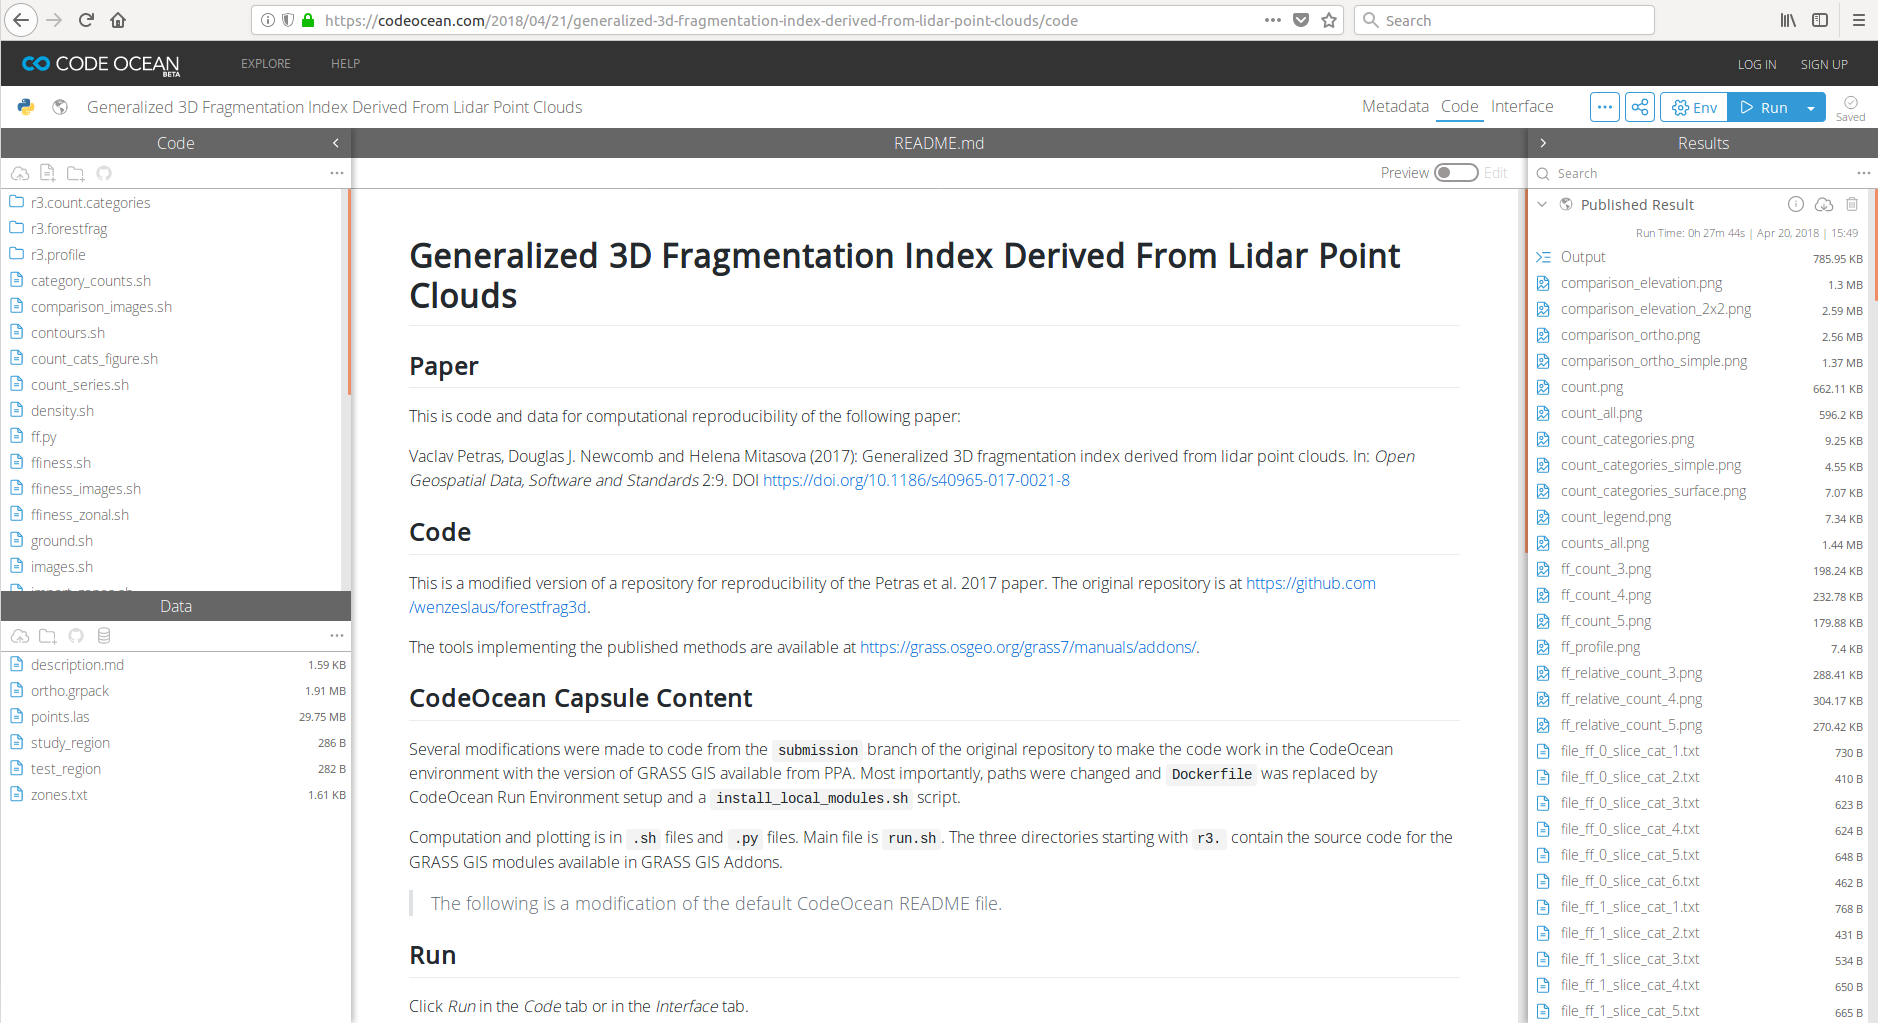 https://codeocean.com/2018/04/21/generalized-3d-fragmentation-index-derived-from-lidar-point-clouds/code
Search
CODE OCEAN
BETA
EXPLORE
HELP
LOG IN
SIGN UP
Generalized 3D Fragmentation Index Derived From Lidar Point Clouds
Metadata
Code
Interface
Env
Run
Saved
Code
r3.count.categories
r3.forestfrag
r3.profile
category_counts.sh
comparison_images.sh
contours.sh
count_cats_figure.sh
count_series.sh
density.sh
ff.py
ffiness.sh
ffiness_images.sh
ffiness_zonal.sh
ground.sh
images.sh
Data
description.md 1.59 KB
ortho.grpack 1.91 MB
points.las 29.75 MB
study_region 286 B
test_region 282 B
zones.txt 1.61 KB
README.md
Preview Edit
Generalized 3D Fragmentation Index Derived From Lidar Point
Clouds
Paper
This is code and data for computational reproducibility of the following paper:
Vaclav Petras, Douglas J. Newcomb and Helena Mitasova (2017): Generalized 3D fragmentation index derived from lidar point clouds. In: Open
Geospatial Data, Software and Standards 2:9. DOI https://doi.org/10.1186/s40965-017-0021-8
Code
This is a modified version of a repository for reproducibility of the Petras et al. 2017 paper. The original repository is at https://github.com
/wenzeslaus/forestfrag3d.
The tools implementing the published methods are available at https://grass.osgeo.org/grass7/manuals/addons/.
CodeOcean Capsule Content
Several modifications were made to code from the submission branch of the original repository to make the code work in the CodeOcean
environment with the version of GRASS GIS available from PPA. Most importantly, paths were changed and Dockerfile was replaced by
CodeOcean Run Environment setup and a install_local_modules.sh script.
Computation and plotting is in .sh files and .py files. Main file is run.sh. The three directories starting with r3. contain the source code for the
GRASS GIS modules available in GRASS GIS Addons.
The following is a modification of the default CodeOcean README file.
Run
Click Run in the Code tab or in the Interface tab.
Results
Search
Published Result
Run Time: 0h 27m 44s | Apr 20, 2018 | 15:49
Output 785.95 KB
comparison_elevation.png 1.3 MB
comparison_elevation_2x2.png 2.59 MB
comparison_ortho.png 2.56 MB
comparison_ortho_simple.png 1.37 MB
count.png 662.11 KB
count_all.png 596.2 KB
count_categories.png 9.25 KB
count_categories_simple.png 4.55 KB
count_categories_surface.png 7.07 KB
count_legend.png 7.34 KB
counts_all.png 1.44 MB
ff_count_3.png 198.24 KB
ff_count_4.png 232.78 KB
ff_count_5.png 179.88 KB
ff_profile.png 7.4 KB
ff_relative_count_3.png 288.41 KB
ff_relative_count_4.png 304.17 KB
ff_relative_count_5.png 270.42 KB
file_ff_0_slice_cat_1.txt 730 B
file_ff_0_slice_cat_2.txt 410 B
file_ff_0_slice_cat_3.txt 623 B
file_ff_0_slice_cat_4.txt 624 B
file_ff_0_slice_cat_5.txt 648 B
file_ff_0_slice_cat_6.txt 462 B
file_ff_1_slice_cat_1.txt 768 B
file_ff_1_slice_cat_2.txt 431 B
file_ff_1_slice_cat_3.txt 534 B
file_ff_1_slice_cat_4.txt 650 B
file_ff_1_slice_cat_5.txt 665 B